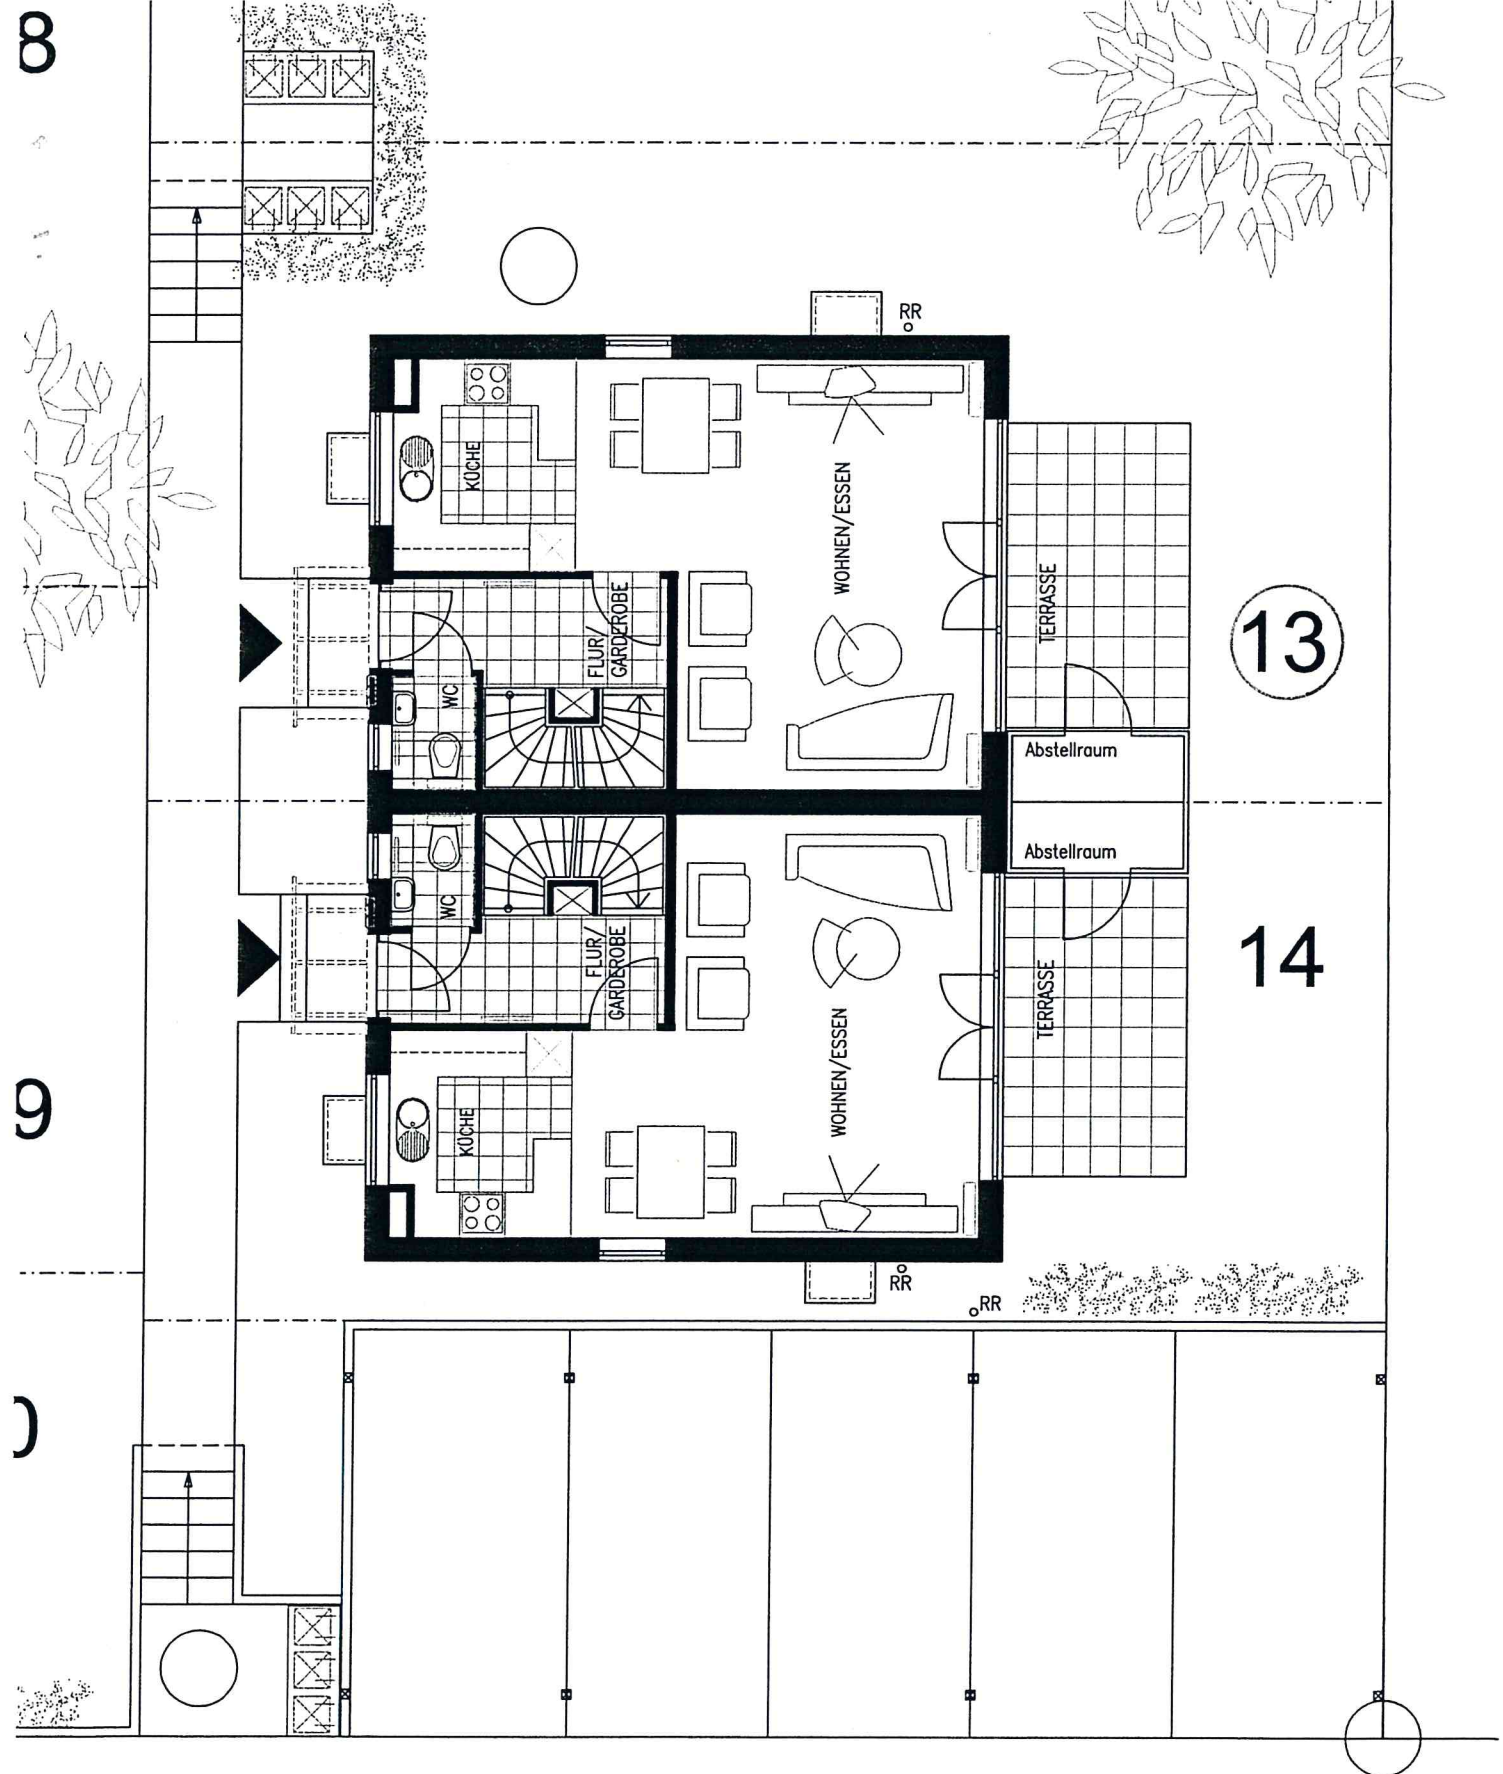 8
RR
KÜCHE
WOHNEN/ESSEN
TERRASSE
FLUR/
GARDEROBE
13
WC
Abstellraum
Abstellraum
WC
FLUR/
GARDEROBE
14
TERRASSE
WOHNEN/ESSEN
KÜCHE
9
RR
RR